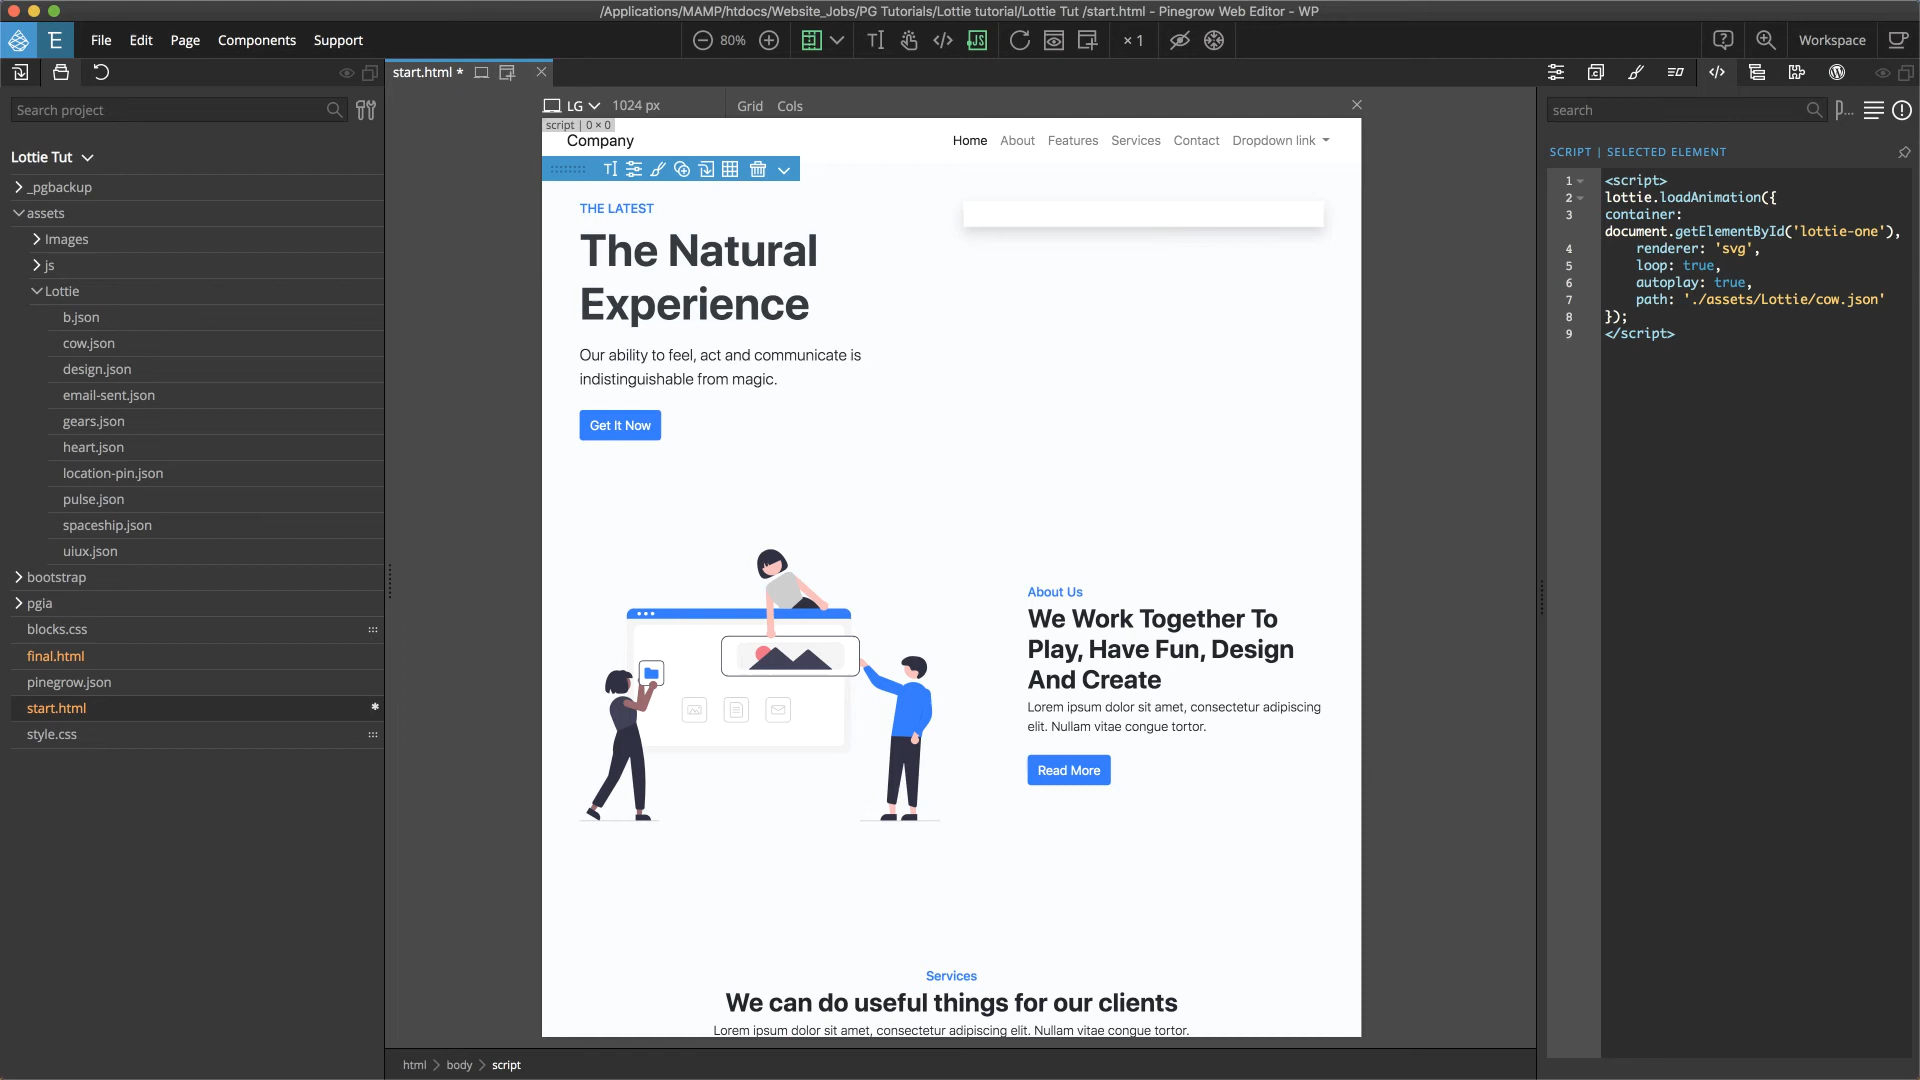 /Applications/MAMP/htdocs/Website_Jobs/PG Tutorials/Lottie tutorial/Lottie Tut /start.html - Pinegrow Web Editor - WP
File Edit Page Components Support
80%
JS
× 1
Workspace
start.html *
Search project
LG 1024 px Grid Cols
search
p...
script | 0 × 0
Company
Home About Features Services Contact Dropdown link
Lottie Tut
_pgbackup
assets
Images
js
Lottie
b.json
cow.json
design.json
email-sent.json
gears.json
heart.json
location-pin.json
pulse.json
spaceship.json
uiux.json
bootstrap
pgia
blocks.css
final.html
pinegrow.json
start.html *
style.css
THE LATEST
The Natural
Experience
Our ability to feel, act and communicate is
indistinguishable from magic.
Get It Now
About Us
We Work Together To
Play, Have Fun, Design
And Create
Lorem ipsum dolor sit amet, consectetur adipiscing
elit. Nullam vitae congue tortor.
Read More
Services
We can do useful things for our clients
Lorem ipsum dolor sit amet, consectetur adipiscing elit. Nullam vitae congue tortor.
SCRIPT | SELECTED ELEMENT
1 <script>
2 lottie.loadAnimation({
3 container:
document.getElementById('lottie-one'),
4 renderer: 'svg',
5 loop: true,
6 autoplay: true,
7 path: './assets/Lottie/cow.json'
8 });
9 </script>
html > body > script